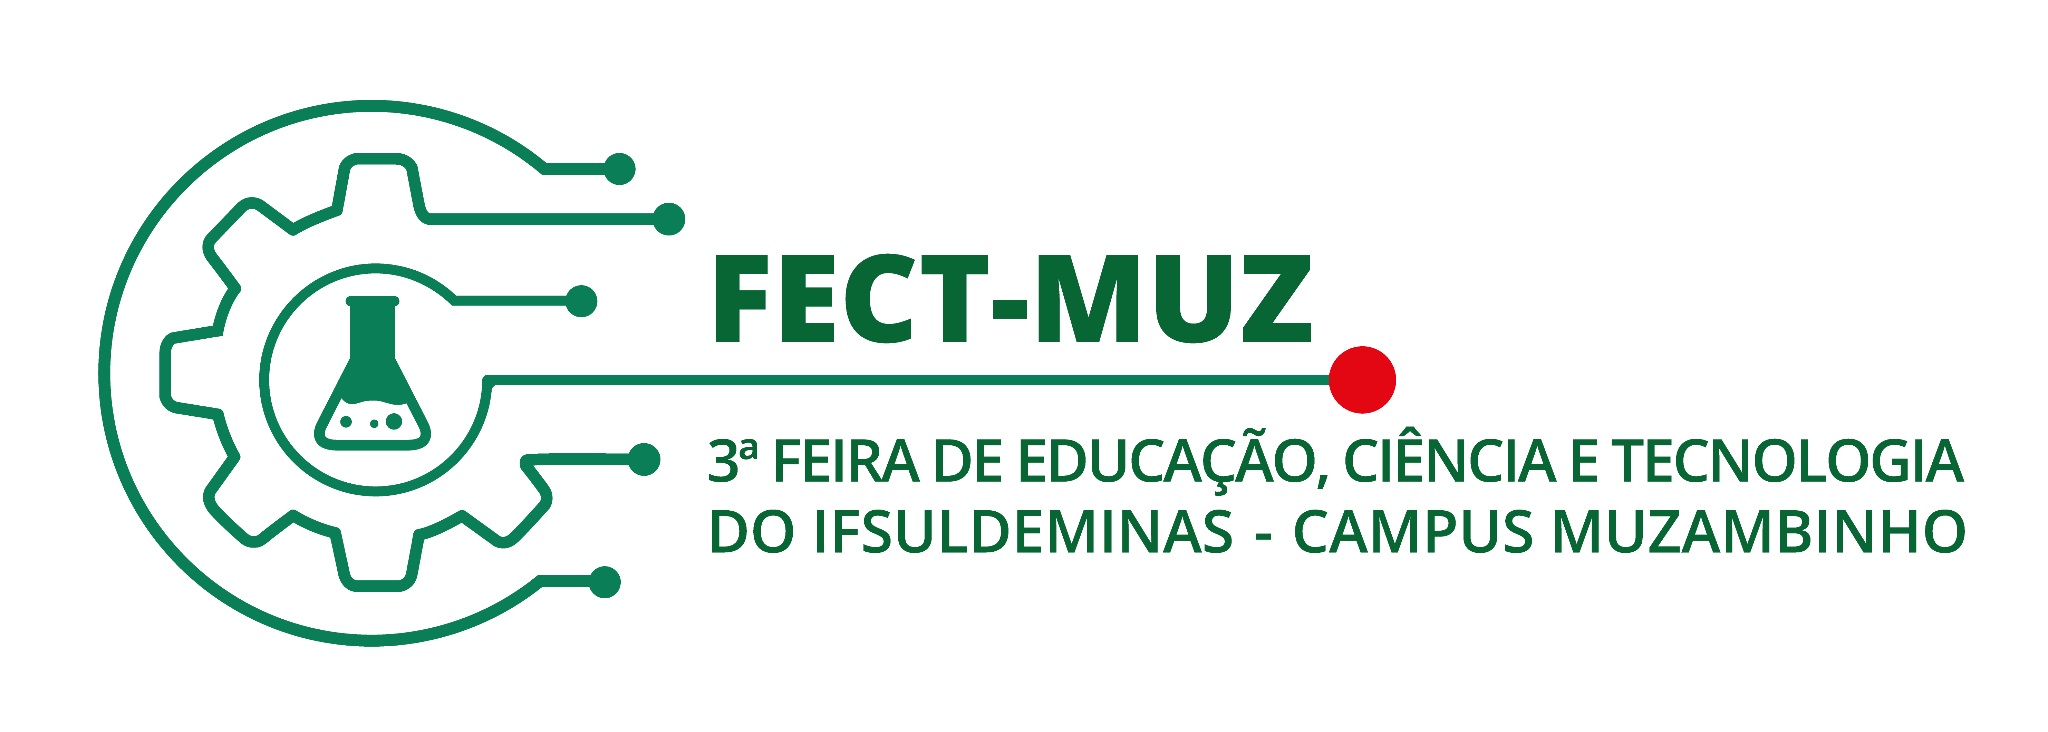 FECT-MUZ
3ª FEIRA DE EDUCAÇÃO, CIÊNCIA E TECNOLOGIA
DO IFSULDEMINAS - CAMPUS MUZAMBINHO